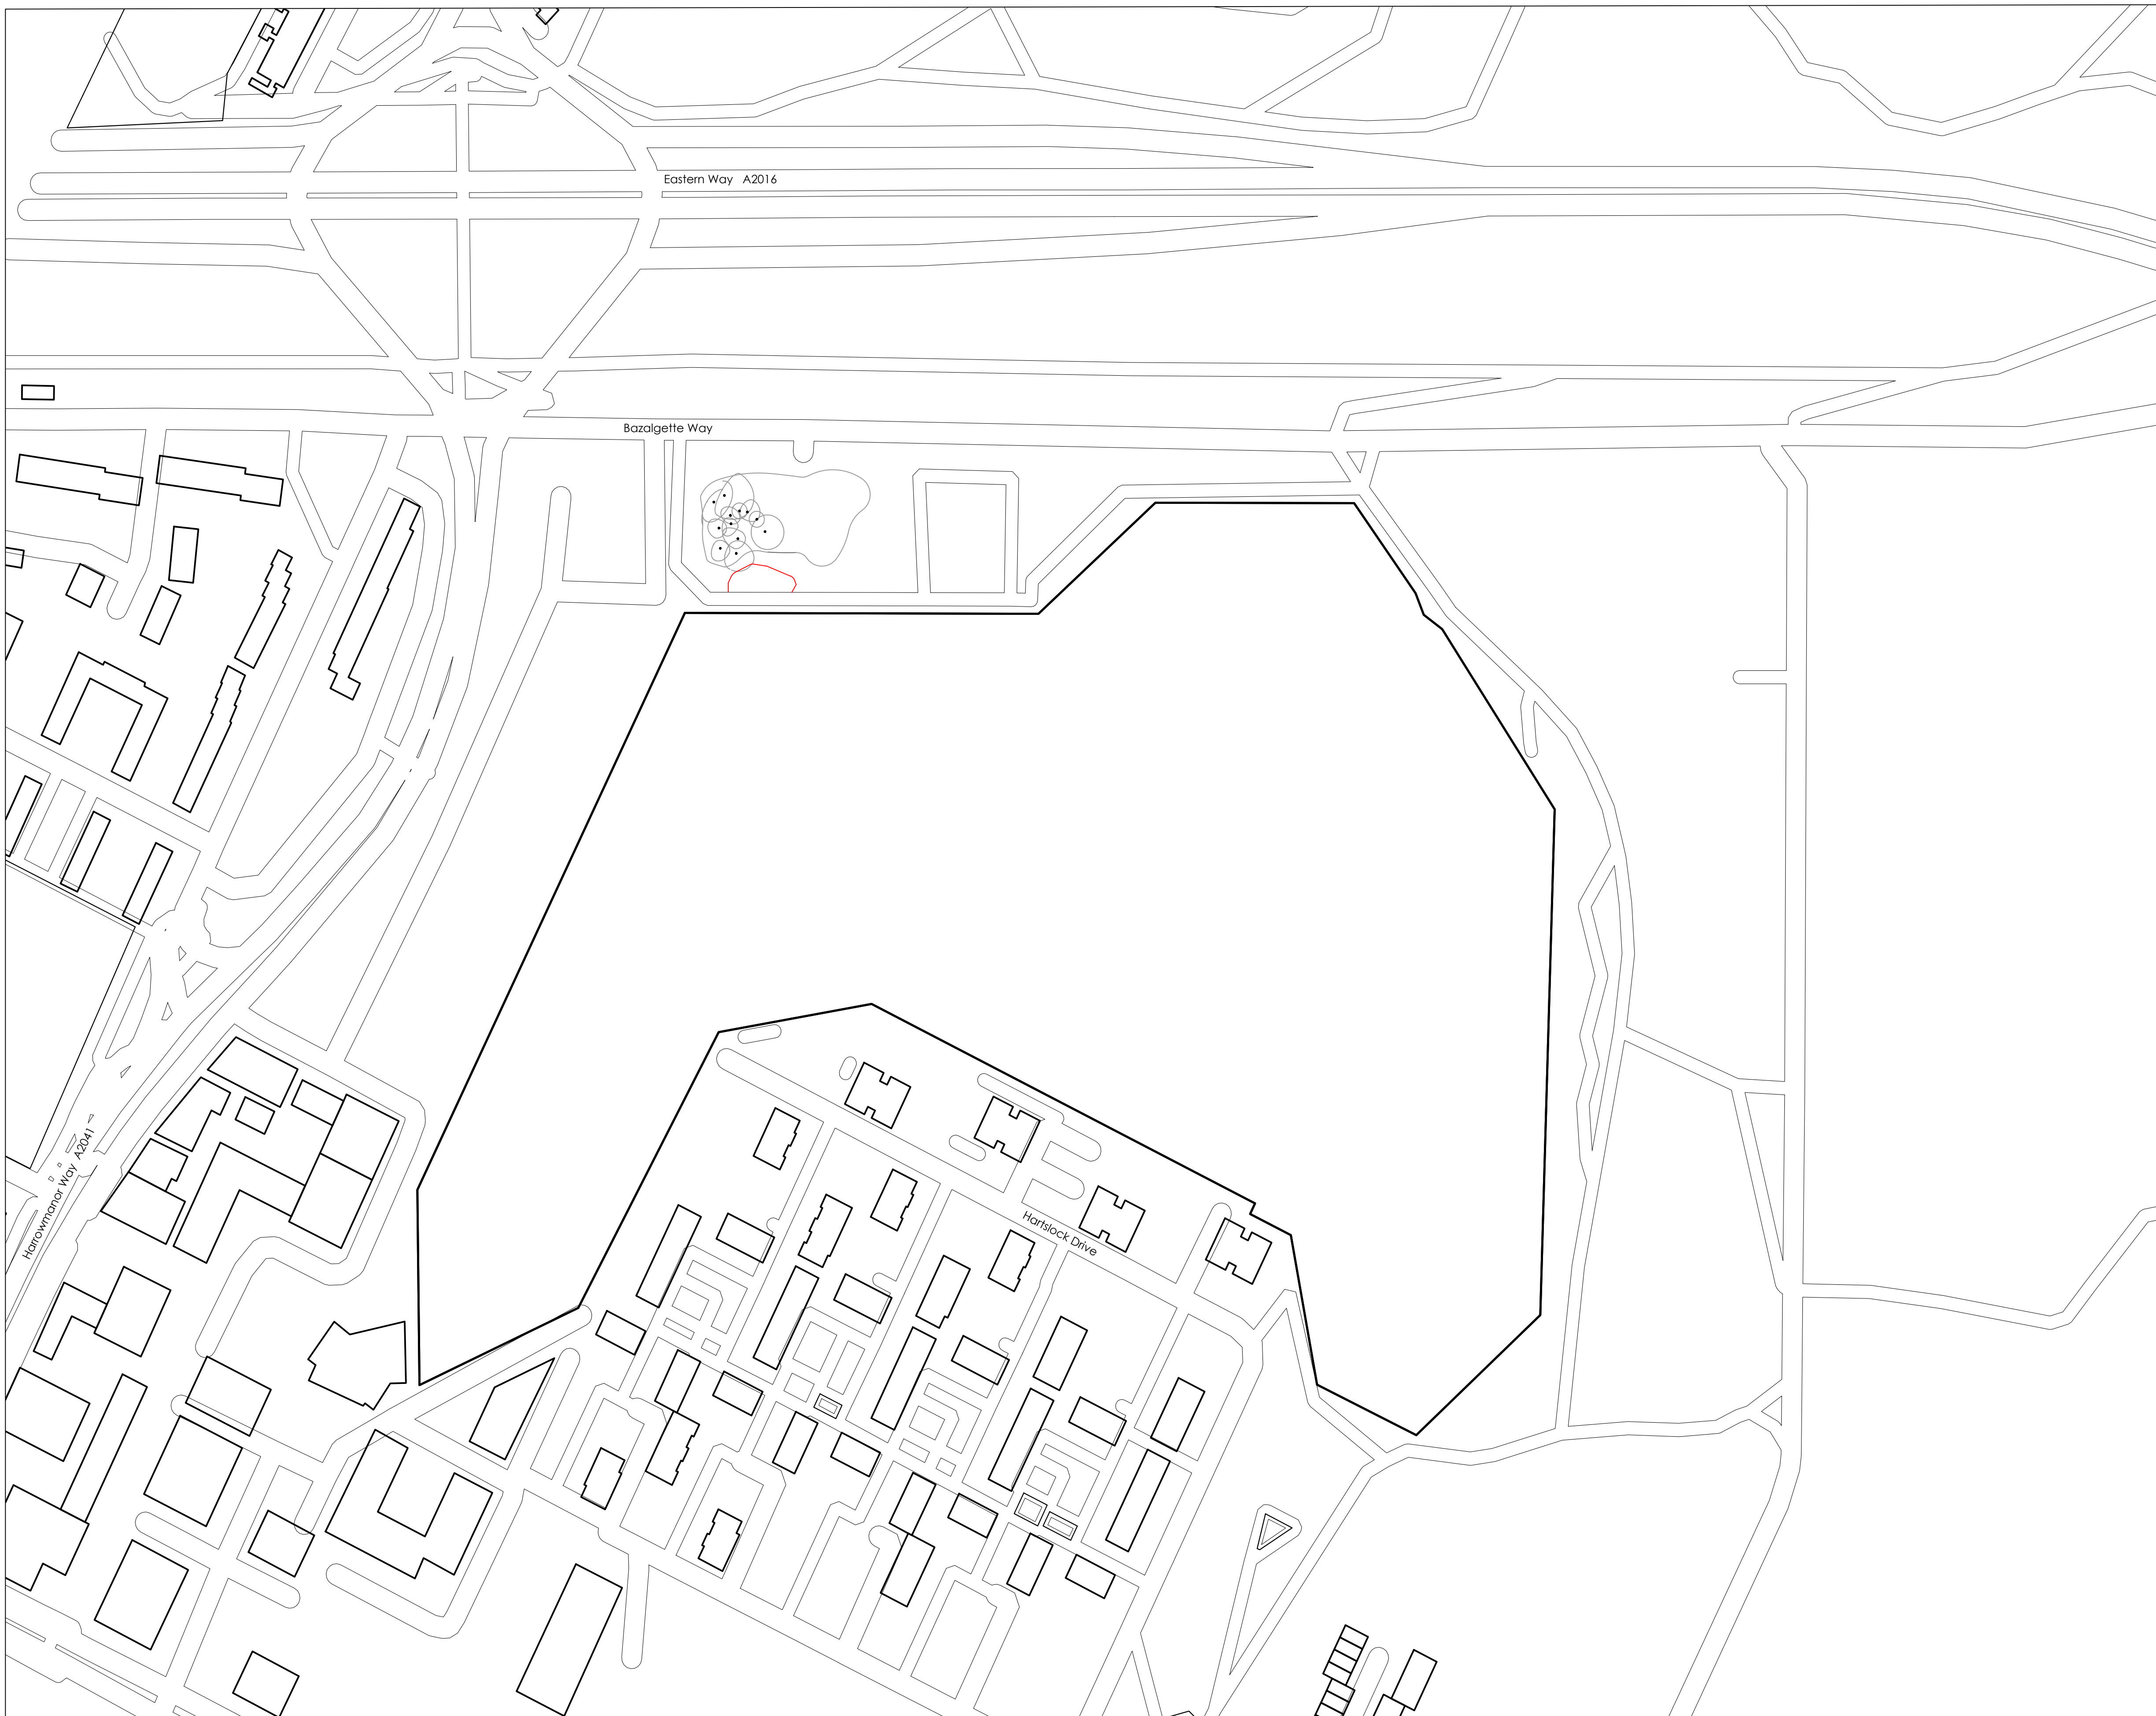 Eastern Way A2016
Bazalgette Way
Harrowmanor Way A2041
Hartslock Drive